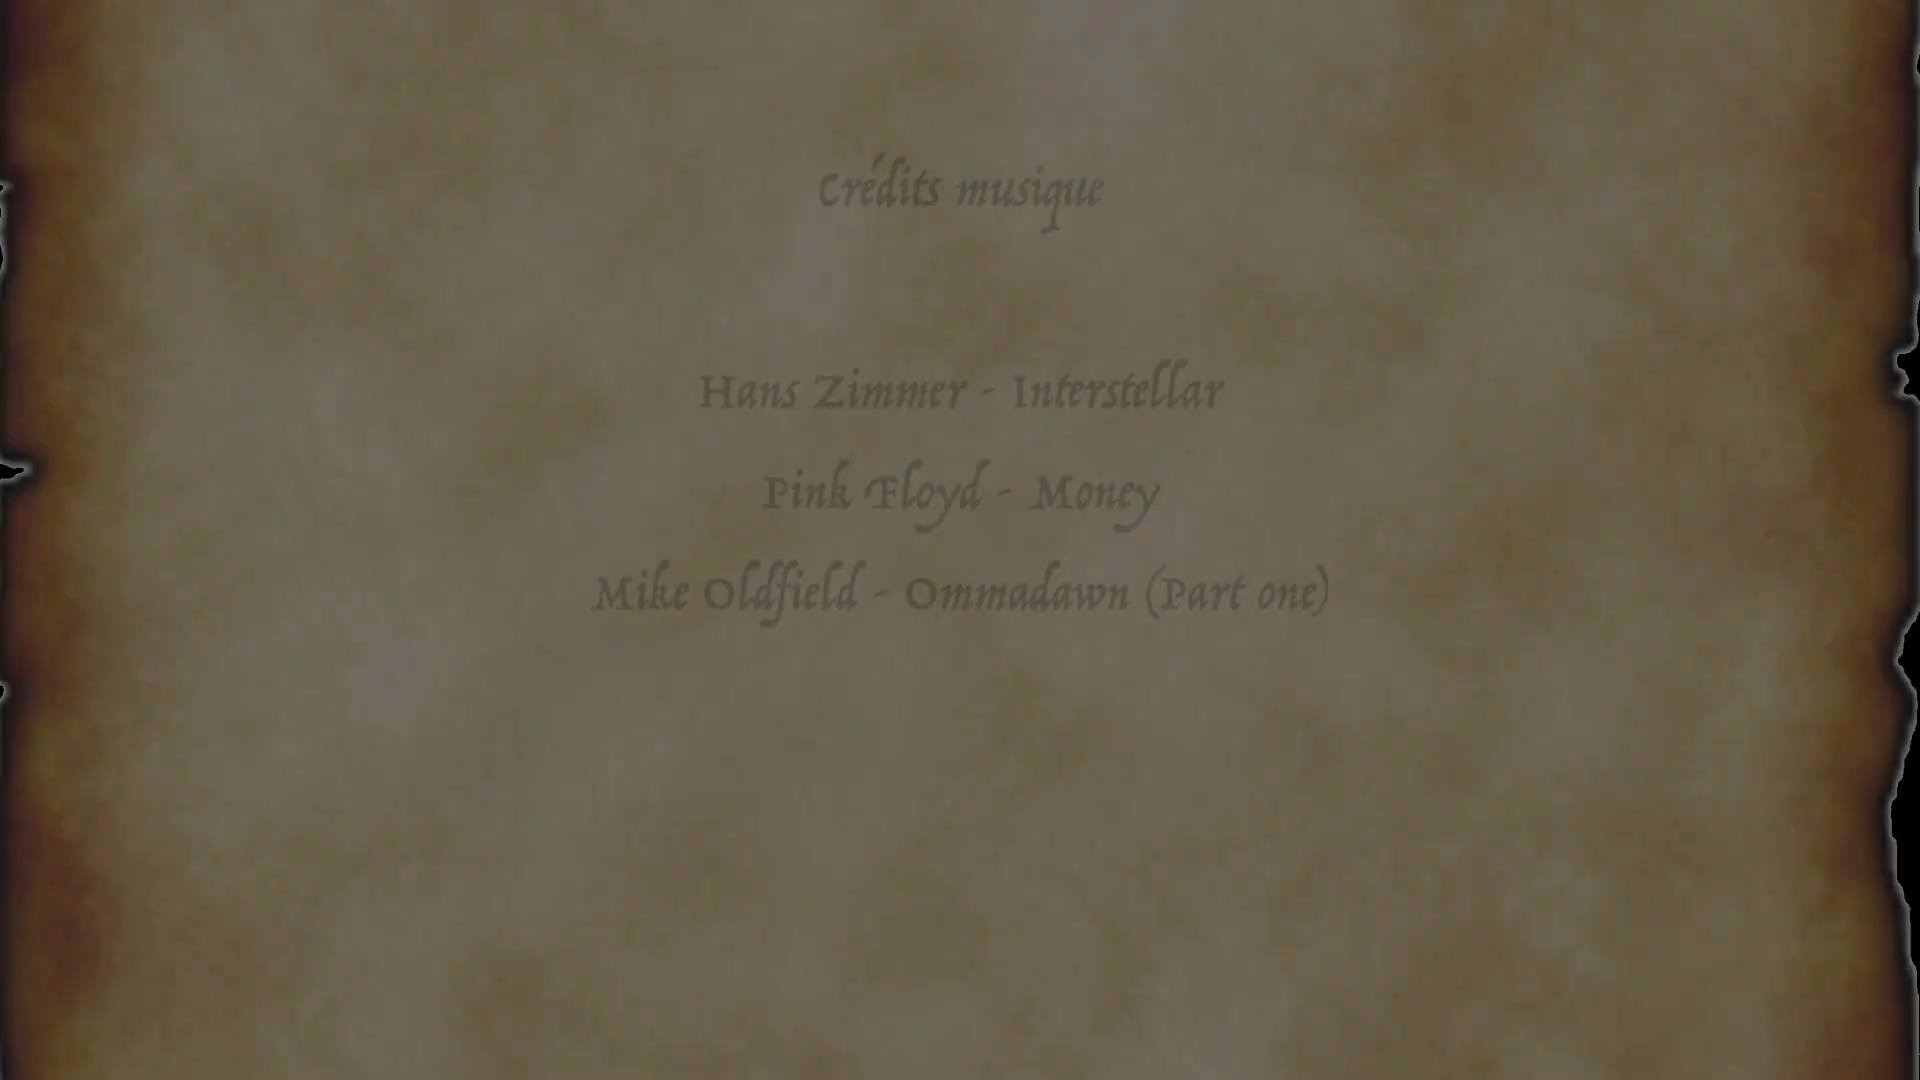 Crédits musique
Hans Zimmer - Interstellar
Pink Floyd - Money
Mike Oldfield - Ommadawn (Part one)